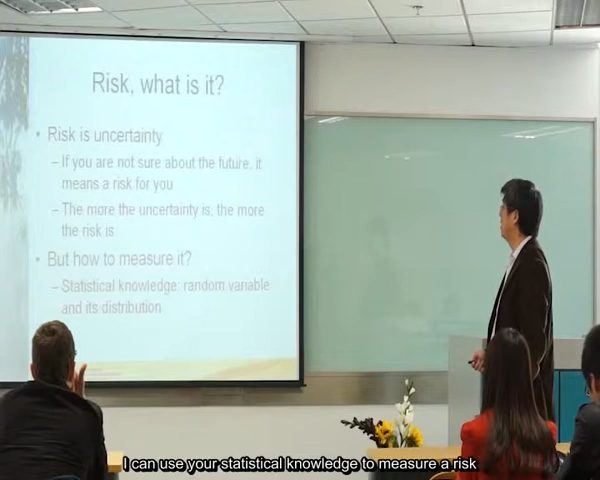 Risk, what is it?
• Risk is uncertainty
– If you are not sure about the future, it
means a risk for you
– The more the uncertainty is, the more
the risk is
• But how to measure it?
– Statistical knowledge: random variable
and its distribution
I can use your statistical knowledge to measure a risk